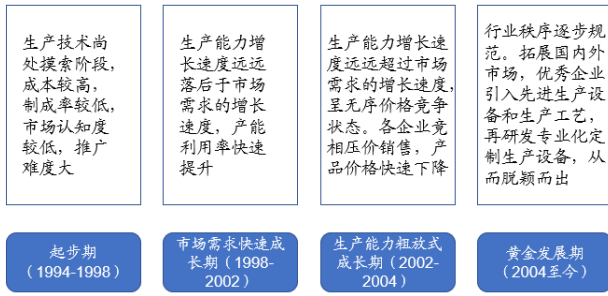 生产技术尚
处摸索阶段，
成本较高，
制成率较低，
市场认知度
较低，推广
难度大
生产能力增
长速度远远
落后于市场
需求的增长
速度，产能
利用率快速
提升
生产能力增长速
度远远超过市场
需求的增长速度，
呈无序价格竞争
状态。各企业竞
相压价销售，产
品价格快速下降
行业秩序逐步规
范。拓展国内外
市场，优秀企业
引入先进生产设
备和生产工艺，
再研发专业化定
制生产设备，从
而脱颖而出
起步期
（1994-1998）
市场需求快速成
长期（1998-
2002）
生产能力粗放式
成长期（2002-
2004）
黄金发展期
（2004至今）